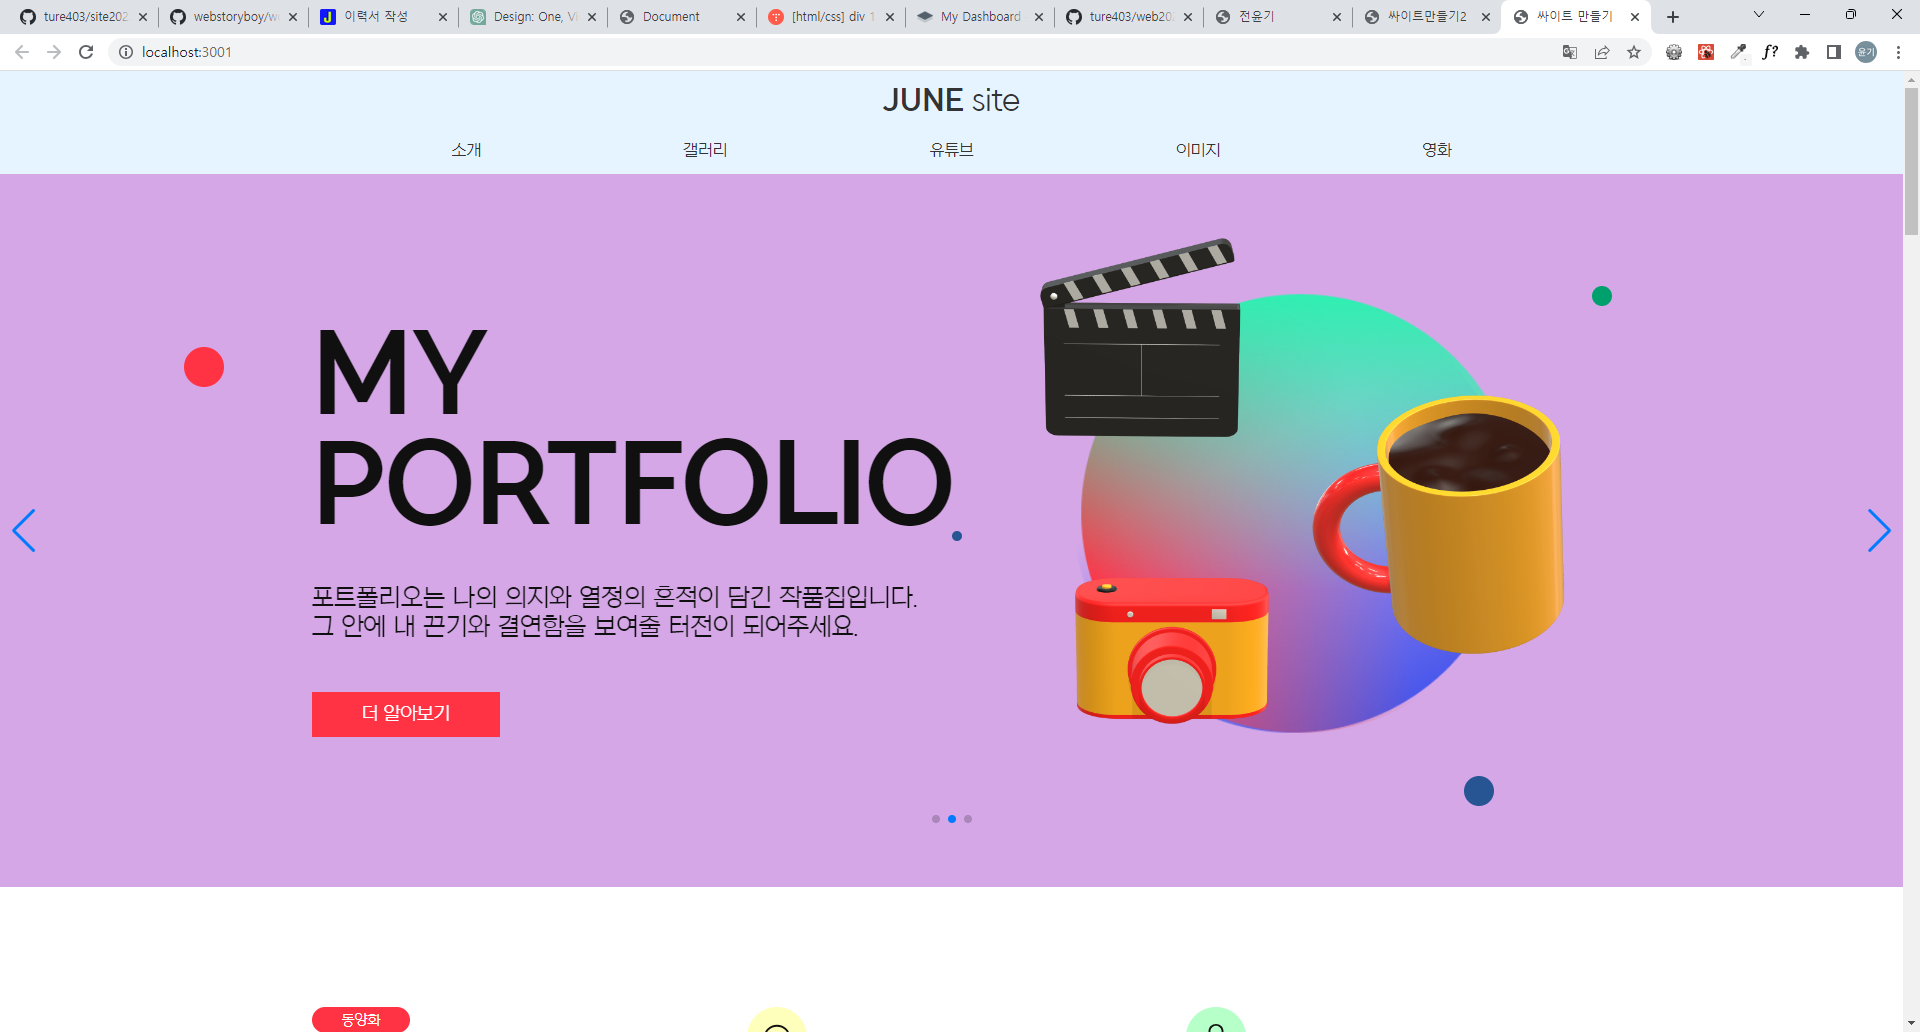 ture403/site202
webstoryboy/w
이력서 작성
Design: One, Vi
Document
[html/css] div 1
My Dashboard
ture403/web20
전윤기
싸이트만들기2
싸이트 만들기
localhost:3001
f?
윤기
JUNE site
소개
갤러리
유튜브
이미지
영화
MY
PORTFOLIO
포트폴리오는 나의 의지와 열정의 흔적이 담긴 작품집입니다.
그 안에 내 끈기와 결연함을 보여줄 터전이 되어주세요.
더 알아보기
동양화